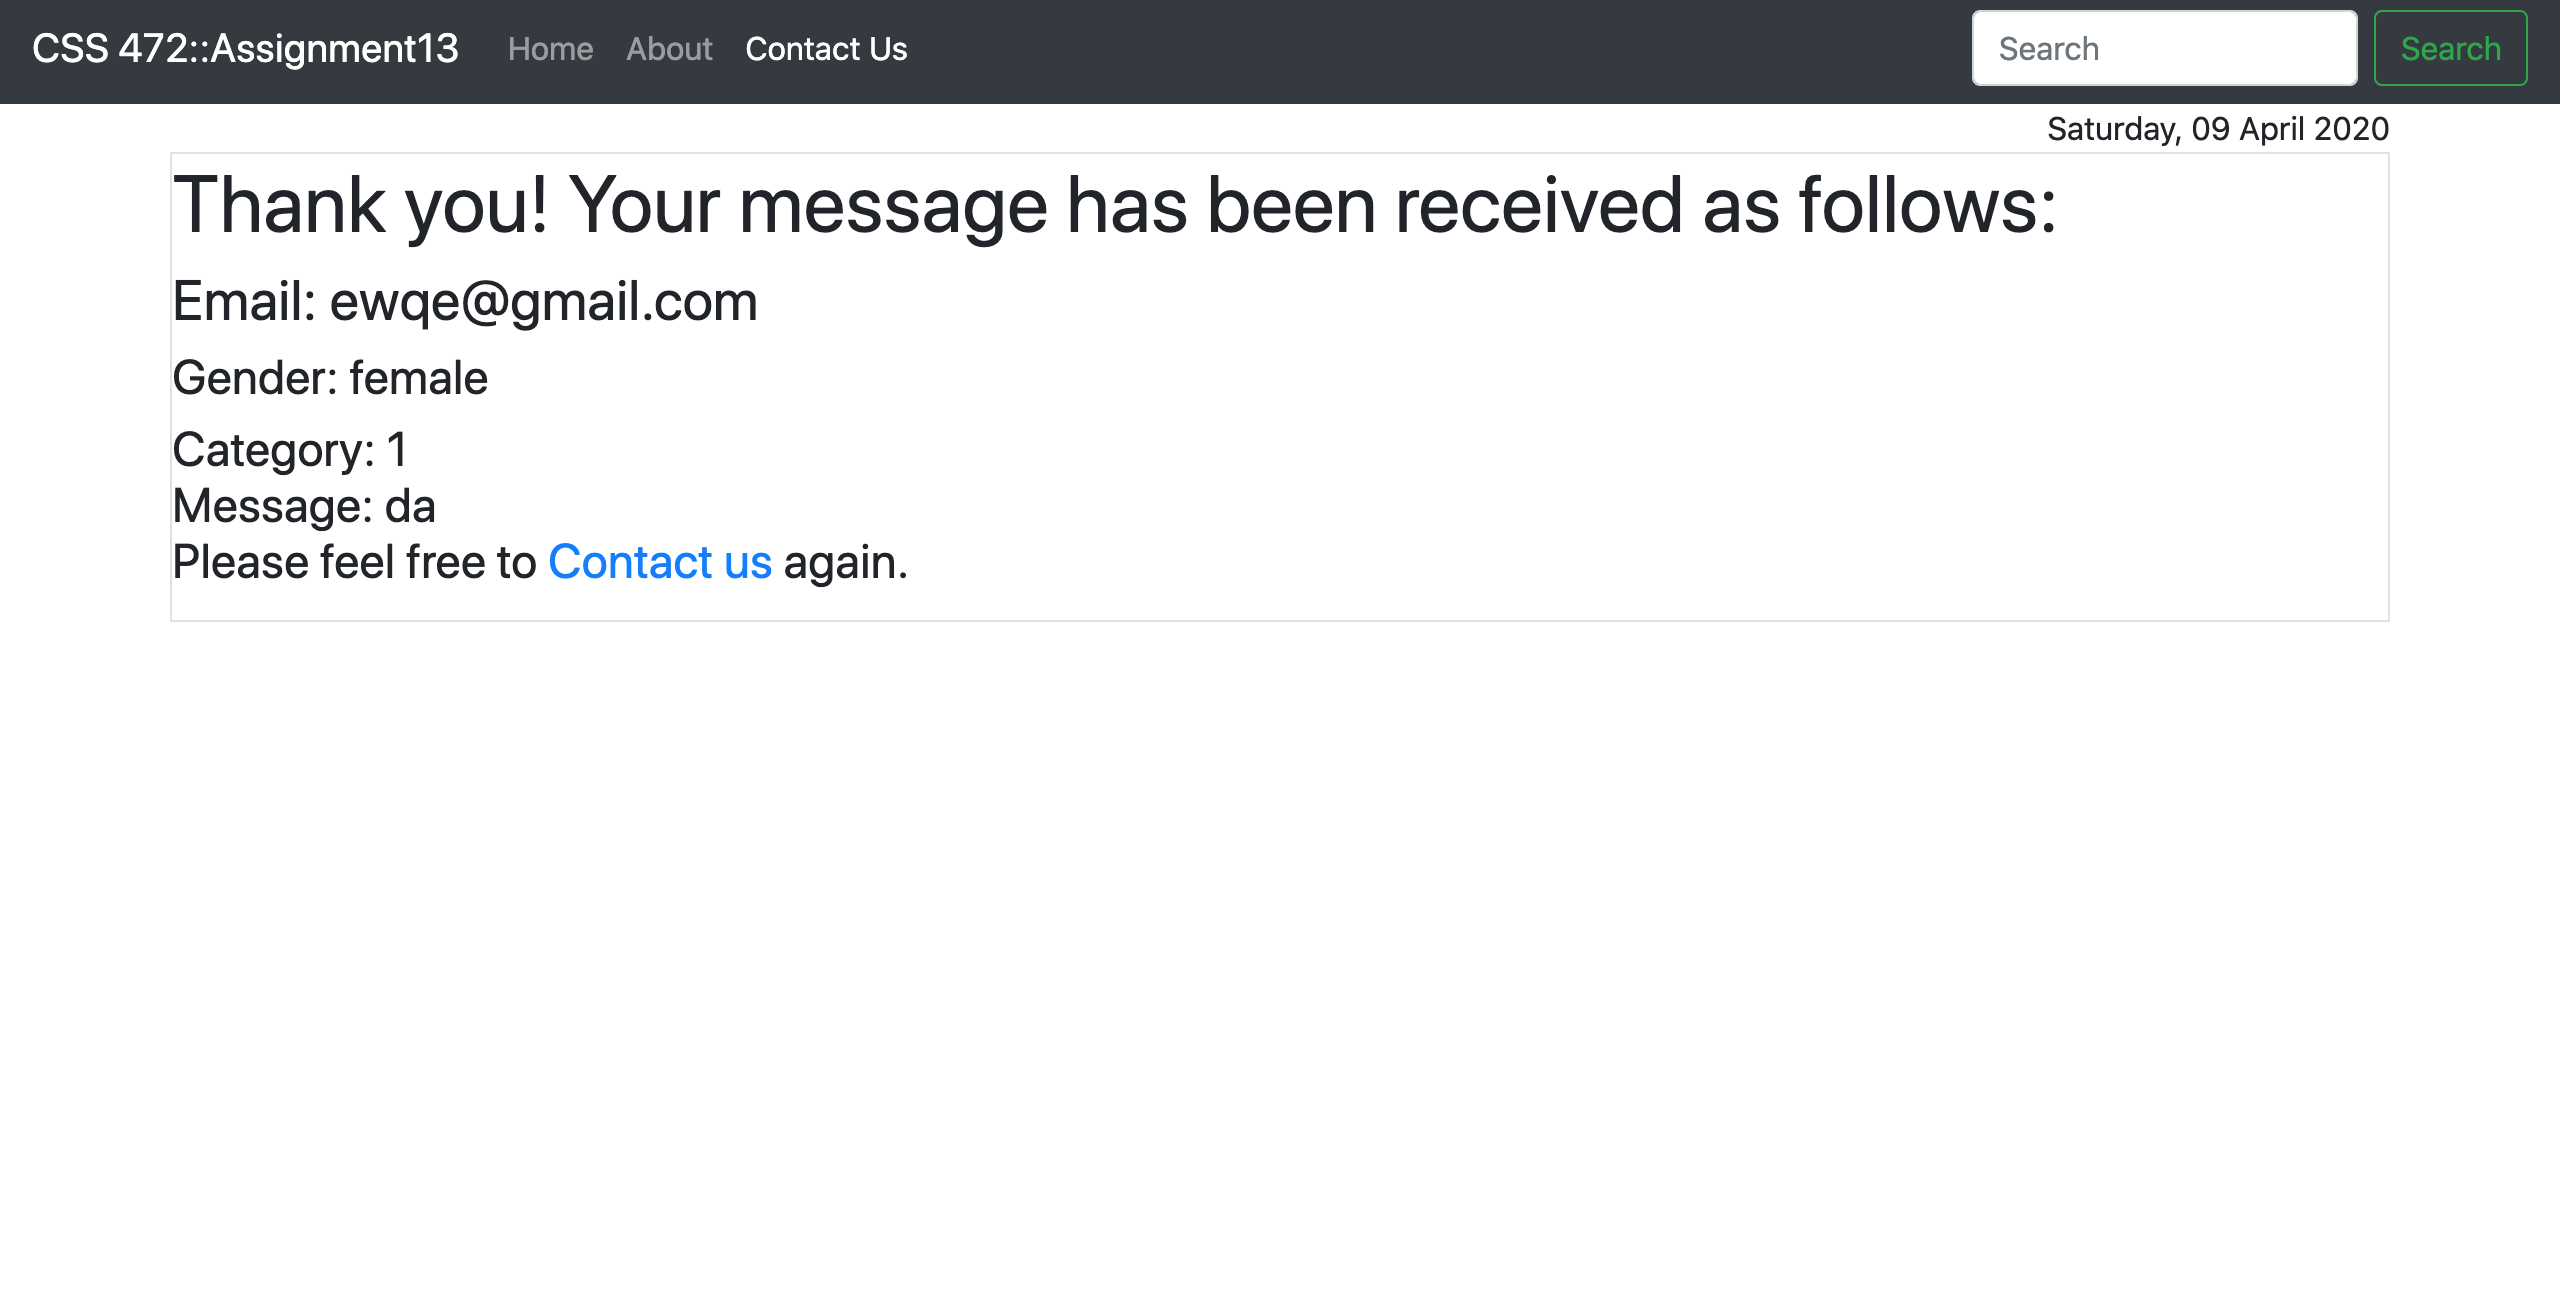 CSS 472::Assignment13 Home About Contact Us Search Search
Saturday, 09 April 2020
Thank you! Your message has been received as follows:
Email: ewqe@gmail.com
Gender: female
Category: 1
Message: da
Please feel free to Contact us again.